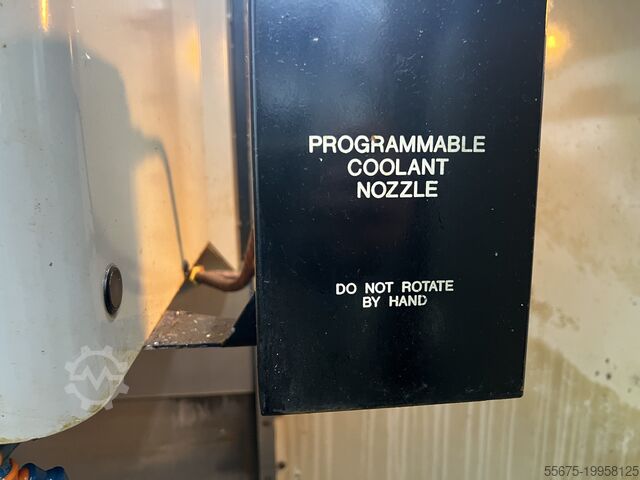 PROGRAMMABLE
COOLANT
NOZZLE
DO NOT ROTATE
BY HAND
55675-19958125